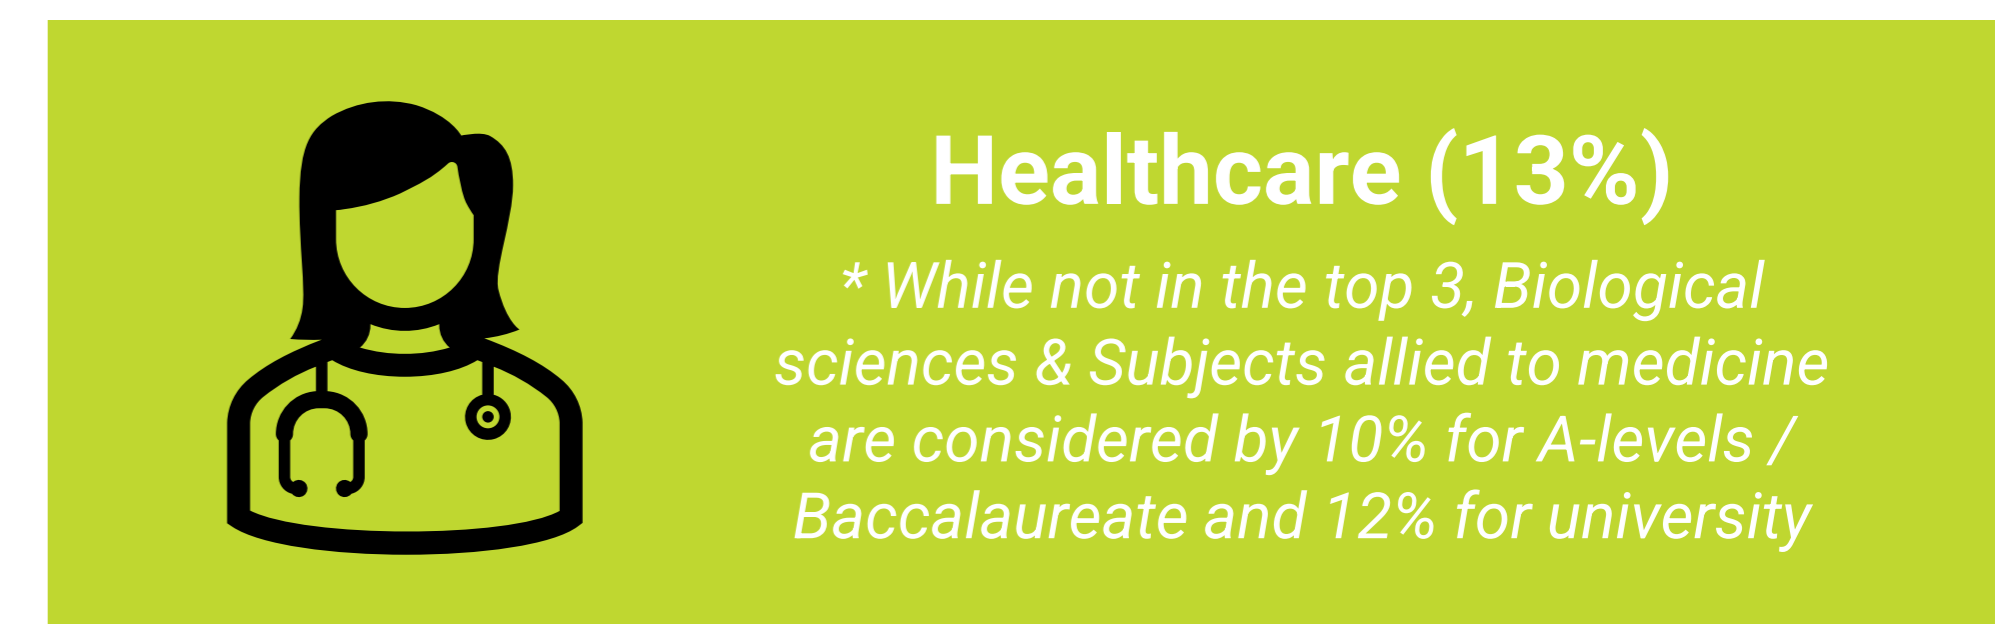 Healthcare (13%)
* While not in the top 3, Biological
sciences & Subjects allied to medicine
are considered by 10% for A-levels /
Baccalaureate and 12% for university